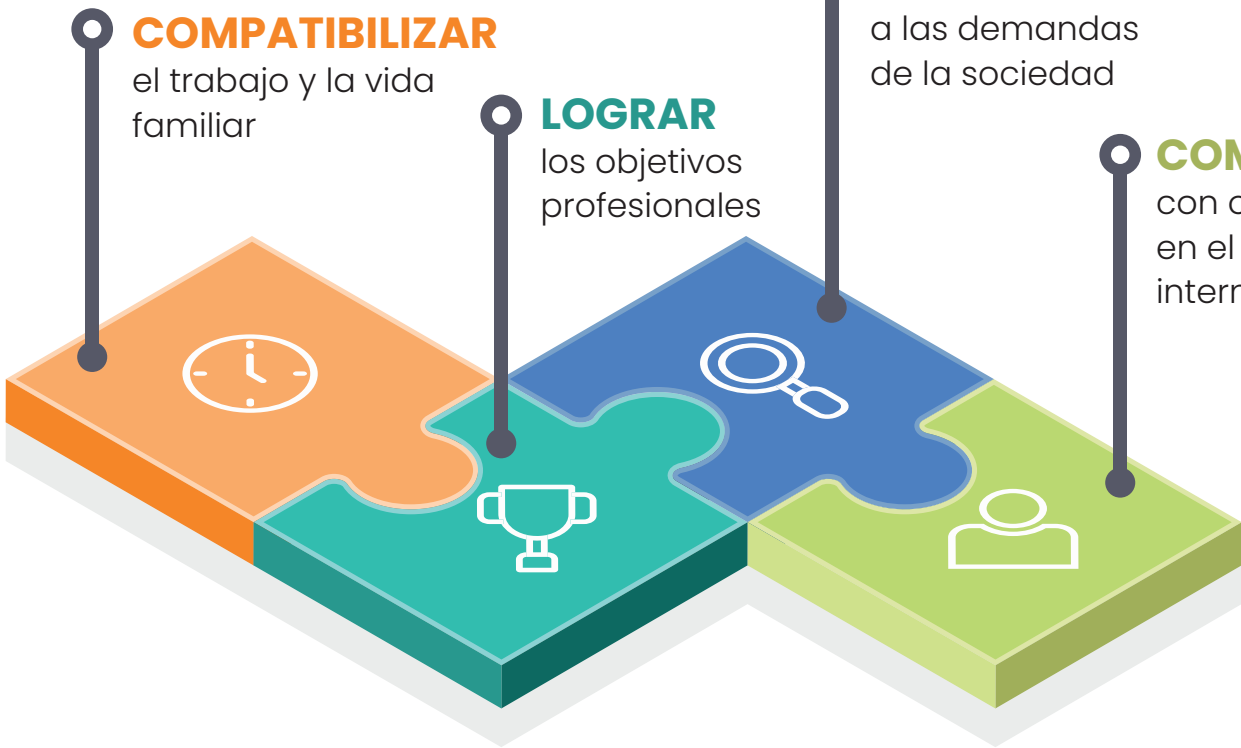 COMPATIBILIZAR
el trabajo y la vida
familiar
LOGRAR
los objetivos
profesionales
a las demandas
de la sociedad
con
en el